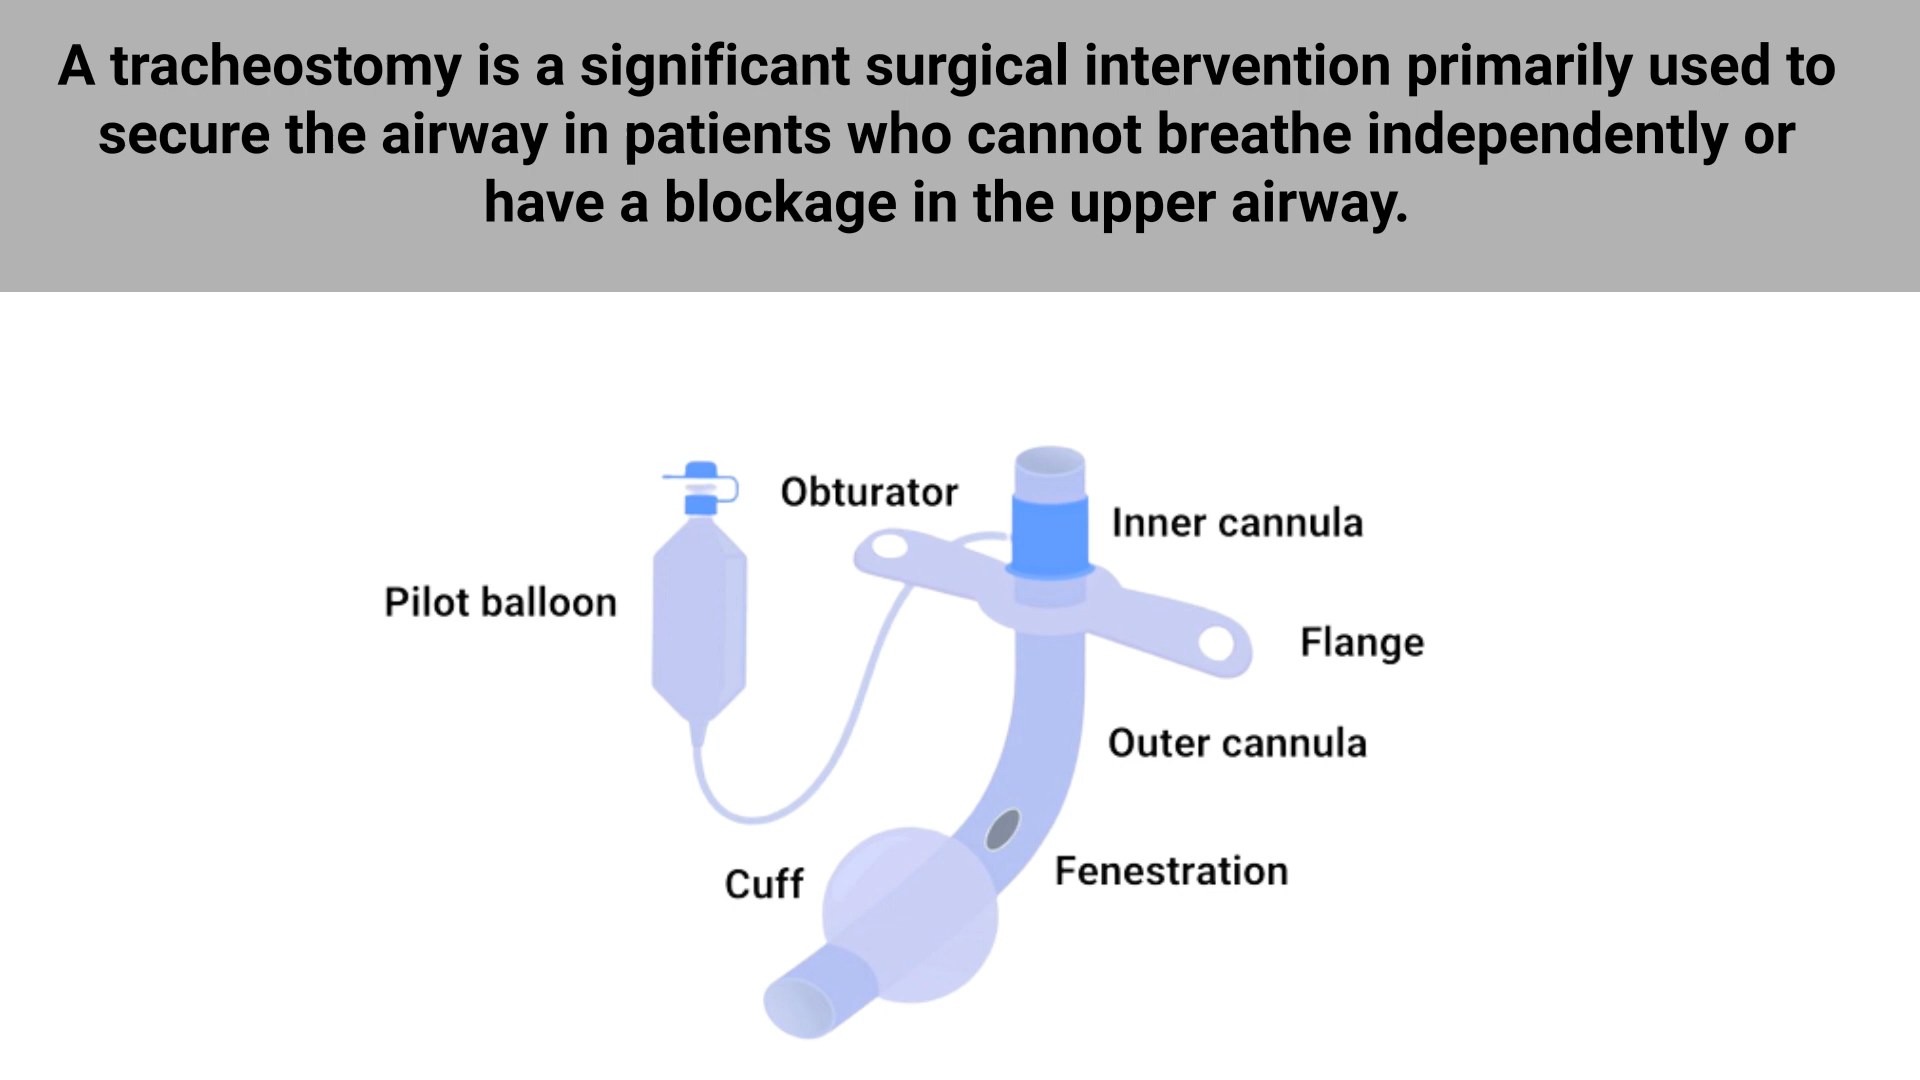 A tracheostomy is a significant surgical intervention primarily used to
secure the airway in patients who cannot breathe independently or
have a blockage in the upper airway.
Obturator
Inner cannula
Pilot balloon
Flange
Outer cannula
Cuff
Fenestration